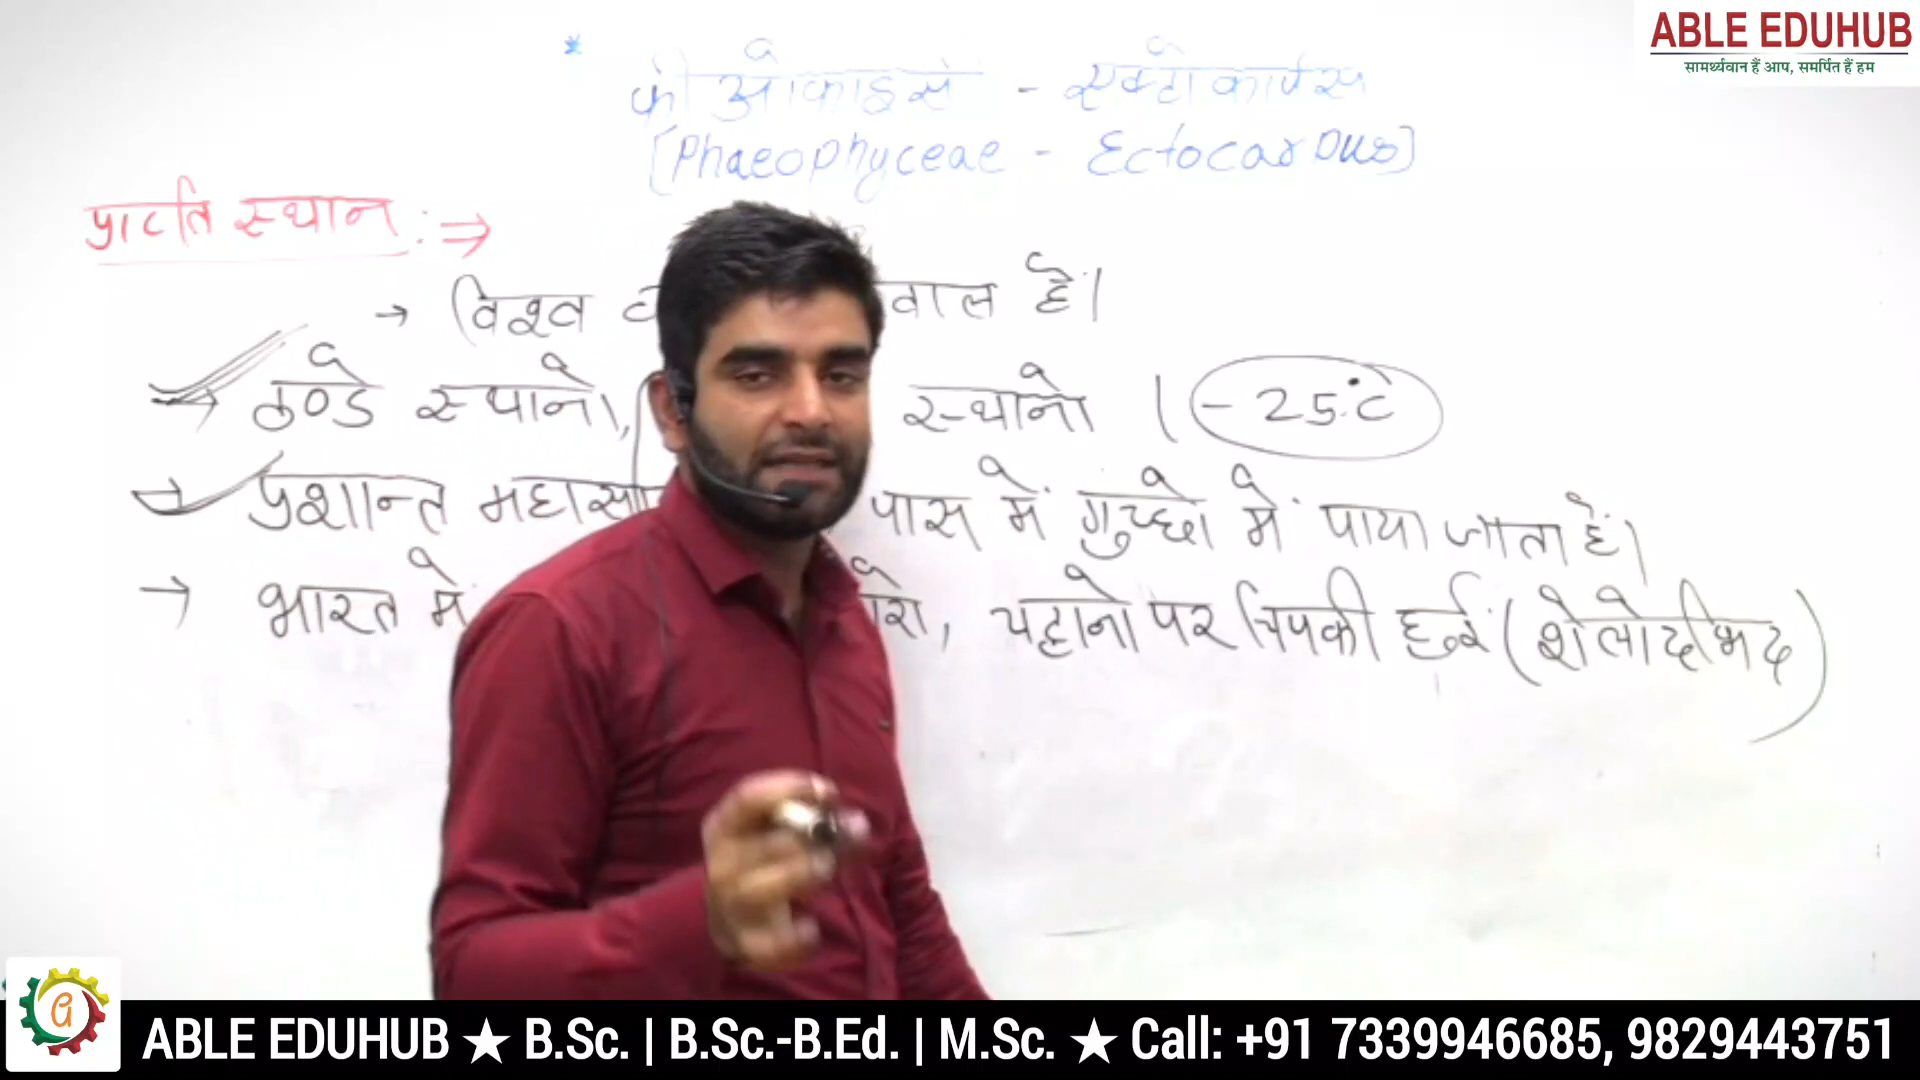 ABLE EDUHUB
सामर्थ्यवान हैं आप, समर्पित हैं हम
* फीओफाइसे - एक्टोकार्पस
[Phaeophyceae - Ectocarpus]
प्राप्ति स्थान :⇒
→ विश्व वाल है।
→ ठण्डे स्थानो, स्थानो । -25°C
→ प्रशान्त महासा पास में गुच्छो में पाया जाता है।
→ भारत में रो, चट्टानो पर चिपकी हुई (शैलोदभिद)
ABLE EDUHUB ★ B.Sc. | B.Sc.-B.Ed. | M.Sc. ★ Call: +91 7339946685, 9829443751